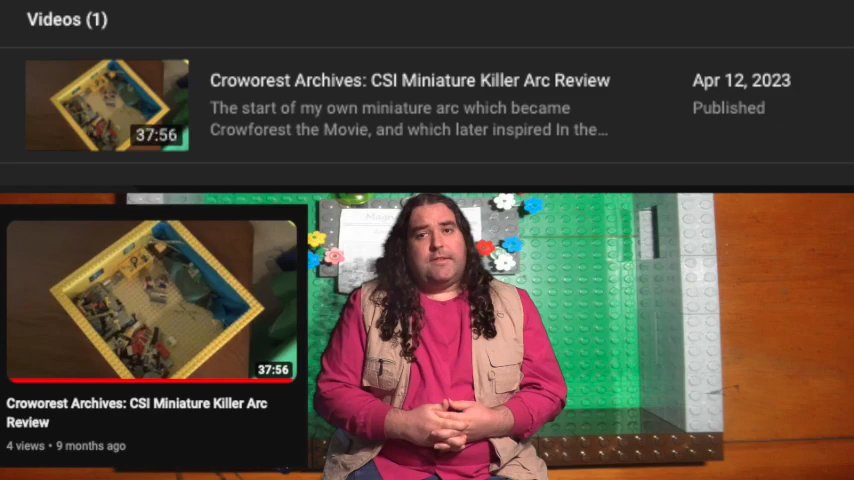 Videos (1)
37:56
Croworest Archives: CSI Miniature Killer Arc Review
The start of my own miniature arc which became
Crowforest the Movie, and which later inspired In the...
Apr 12, 2023
Published
37:56
Croworest Archives: CSI Miniature Killer Arc
Review
4 views • 9 months ago